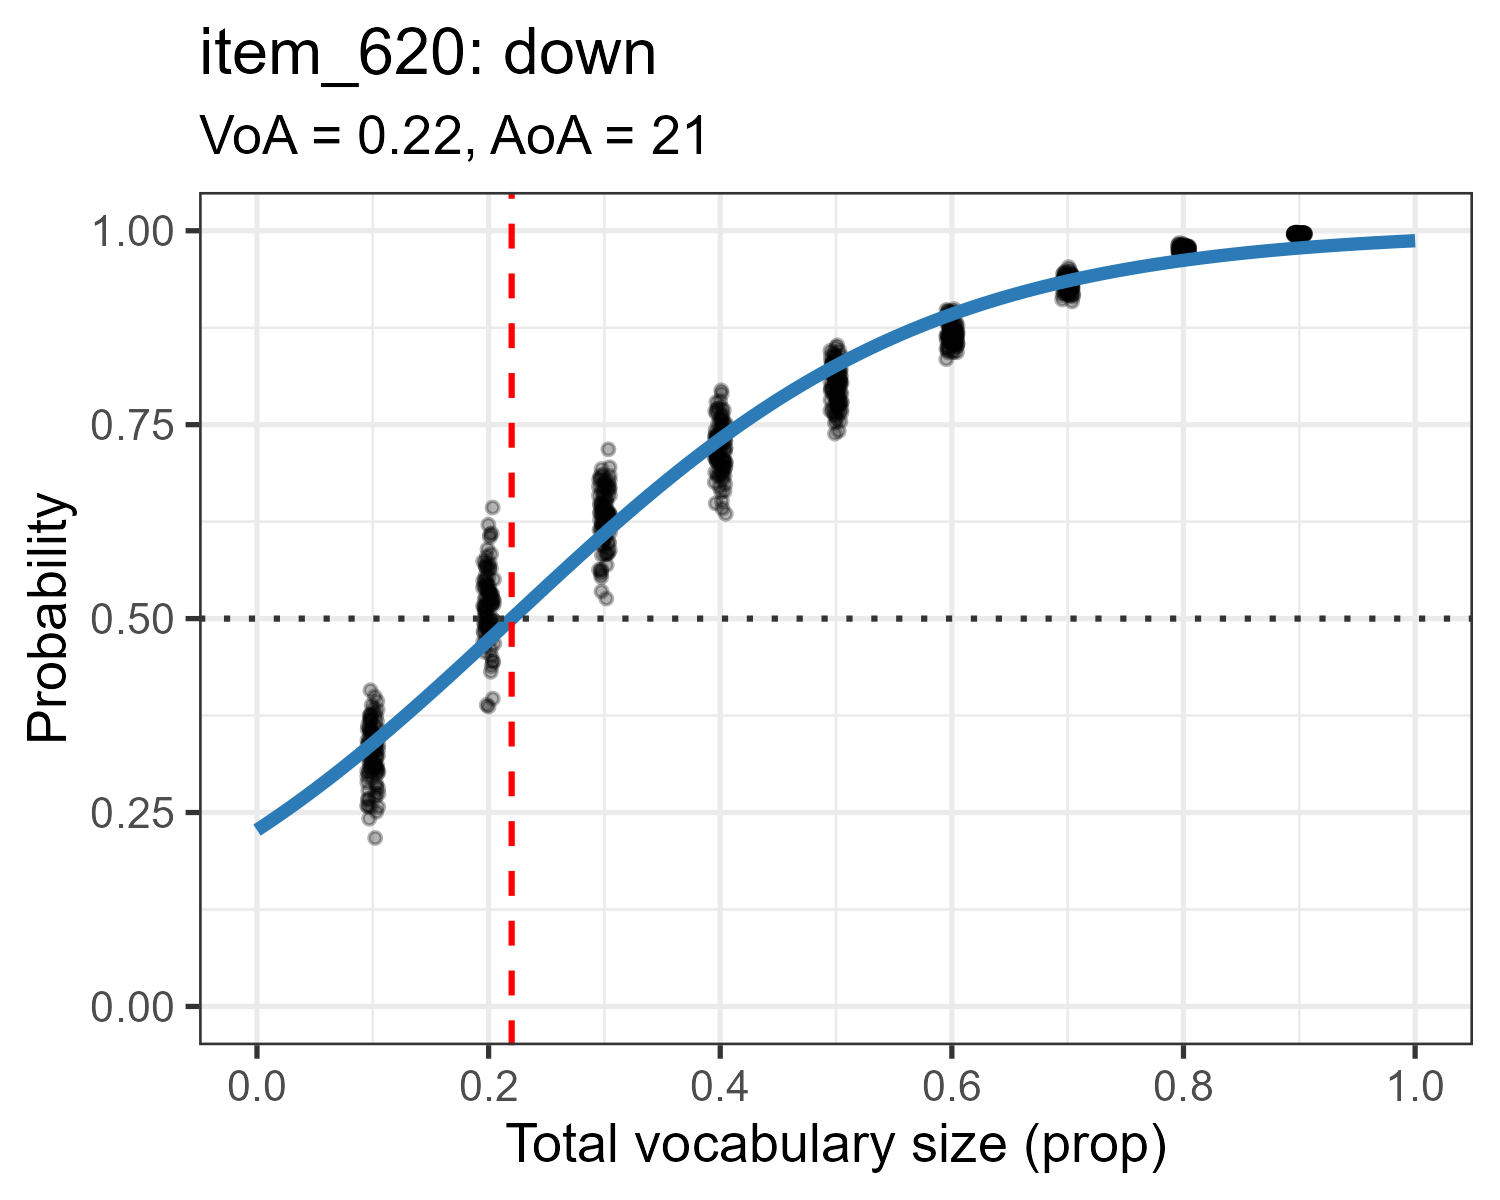 item_620: down
VoA = 0.22, AoA = 21
1.00
0.75
0.50
0.25
0.00
Probability
0.0 0.2 0.4 0.6 0.8 1.0
Total vocabulary size (prop)